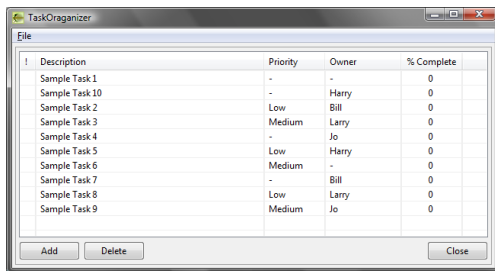 TaskOraganizer
File
! Description Priority Owner % Complete
Sample Task 1 - - 0
Sample Task 10 - Harry 0
Sample Task 2 Low Bill 0
Sample Task 3 Medium Larry 0
Sample Task 4 - Jo 0
Sample Task 5 Low Harry 0
Sample Task 6 Medium - 0
Sample Task 7 - Bill 0
Sample Task 8 Low Larry 0
Sample Task 9 Medium Jo 0
Add Delete Close